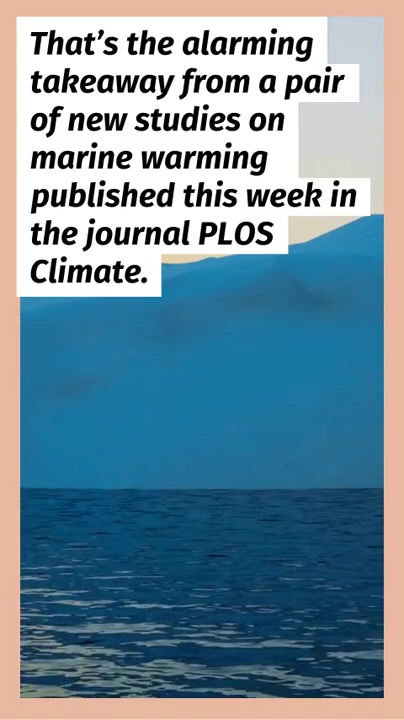 That’s the alarming
takeaway from a pair
of new studies on
marine warming
published this week in
the journal PLOS
Climate.